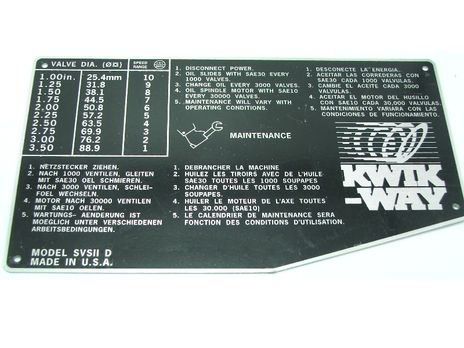 VALVE DIA. (Ø⊡) SPEED RANGE
1.00in. 25.4mm 10
1.25 31.8 9
1.50 38.1 8
1.75 44.5 7
2.00 50.8 6
2.25 57.2 5
2.50 63.5 4
2.75 69.9 3
3.00 76.2 2
3.50 88.9 1
1. DISCONNECT POWER.
2. OIL SLIDES WITH SAE30 EVERY
1000 VALVES.
3. CHANGE OIL EVERY 3000 VALVES.
4. OIL SPINDLE MOTOR WITH SAE10
EVERY 30000 VALVES.
5. MAINTENANCE WILL VARY WITH
OPERATING CONDITIONS.
1. DESCONECTE LA ENERGIA.
2. ACEITAR LAS CORREDERAS CON
SAE30 CADA 1000 VALVULAS.
3. CAMBIE EL ACEITE CADA 3000
VALVULAS.
4. ACEITAR EL MOTOR DEL HUSILLO
CON SAE10 CADA 30,000 VALVULAS.
5. MANTENIMIENTO VARIARA CON LAS
CONDICIONES DE FUNCIONAMIENTO.
MAINTENANCE
1. NETZSTECKER ZIEHEN.
2. NACH 1000 VENTILEN, GLEITEN
MIT SAE30 OEL SCHMIEREN.
3. NACH 3000 VENTILEN, SCHLEI-
FOEL WECHSELN.
4. MOTOR NACH 30000 VENTILEN
MIT SAE10 OELEN.
5. WARTUNGS- AENDERUNG IST
MOEGLICH UNTER VERSCHIEDENEN
ARBEITSBEDINGUNGEN.
1. DEBRANCHER LA MACHINE
2. HUILEZ LES TIROIRS AVEC DE L'HUILE
SAE30 TOUTES LES 1000 SOUPAPES
3. CHANGER D'HUILE TOUTES LES 3000
SOUPAPES
4. HUILER LE MOTEUR DE L'AXE TOUTES
LES 30.000 (SAE10)
5. LE CALENDRIER DE MAINTENANCE SERA
FONCTION DES CONDITIONS D'UTILISATION.
KWIK
-WAY
MODEL SVSII D
MADE IN U.S.A.